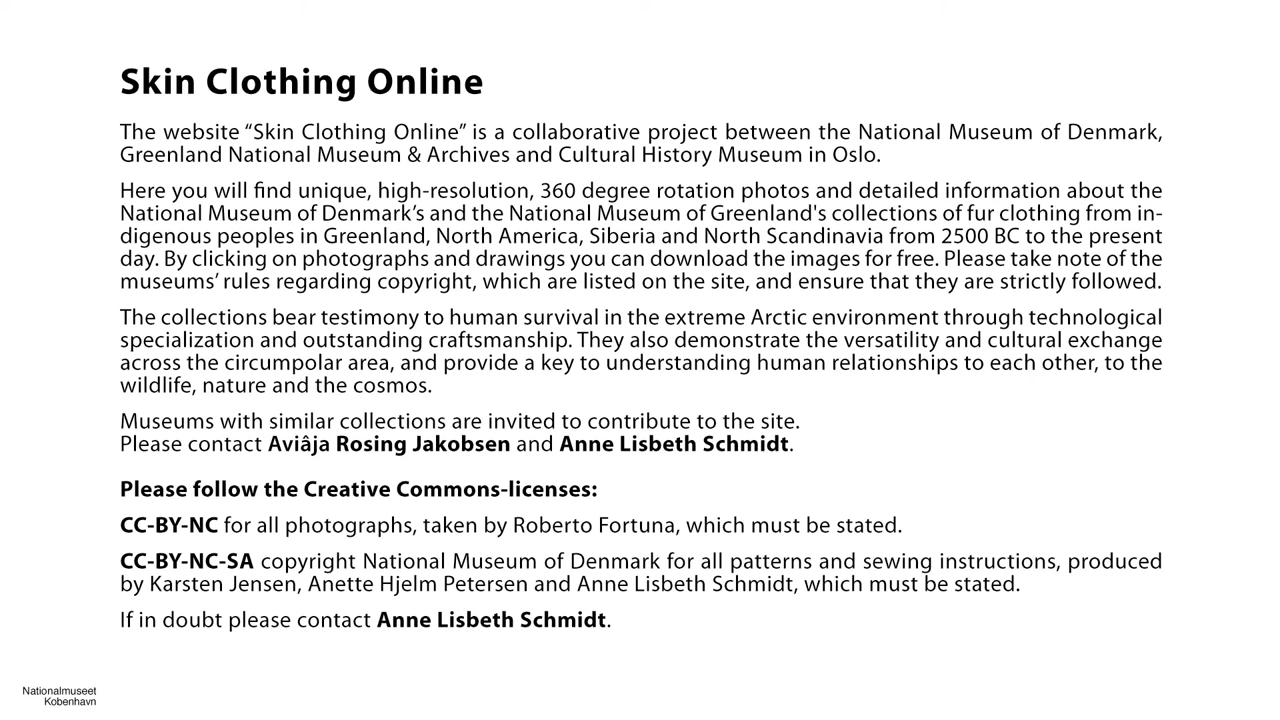 Skin Clothing Online
The website “Skin Clothing Online” is a collaborative project between the National Museum of Denmark,
Greenland National Museum & Archives and Cultural History Museum in Oslo.
Here you will find unique, high-resolution, 360 degree rotation photos and detailed information about the
National Museum of Denmark’s and the National Museum of Greenland's collections of fur clothing from in-
digenous peoples in Greenland, North America, Siberia and North Scandinavia from 2500 BC to the present
day. By clicking on photographs and drawings you can download the images for free. Please take note of the
museums’ rules regarding copyright, which are listed on the site, and ensure that they are strictly followed.
The collections bear testimony to human survival in the extreme Arctic environment through technological
specialization and outstanding craftsmanship. They also demonstrate the versatility and cultural exchange
across the circumpolar area, and provide a key to understanding human relationships to each other, to the
wildlife, nature and the cosmos.
Museums with similar collections are invited to contribute to the site.
Please contact Aviâja Rosing Jakobsen and Anne Lisbeth Schmidt.
Please follow the Creative Commons-licenses:
CC-BY-NC for all photographs, taken by Roberto Fortuna, which must be stated.
CC-BY-NC-SA copyright National Museum of Denmark for all patterns and sewing instructions, produced
by Karsten Jensen, Anette Hjelm Petersen and Anne Lisbeth Schmidt, which must be stated.
If in doubt please contact Anne Lisbeth Schmidt.
Nationalmuseet
Kobenhavn